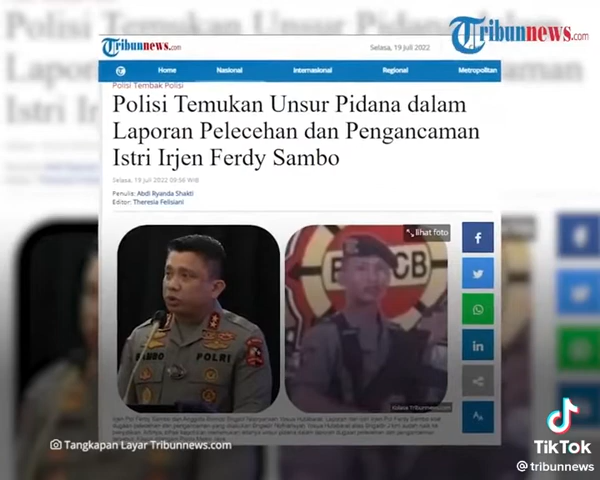 Tribunnews.com
Tribunnews.com
Selasa, 19 Juli 2022
Home Nasional Internasional Regional Metropolitan
Polisi Tembak Polisi
Polisi Temukan Unsur Pidana dalam
Laporan Pelecehan dan Pengancaman
Istri Irjen Ferdy Sambo
Selasa, 19 Juli 2022 09:56 WIB
Penulis: Abdi Ryanda Shakti
Editor: Theresia Felisiani
lihat foto
SAMBO POLRI
Tangkapan Layar Tribunnews.com
TikTok
@tribunnews